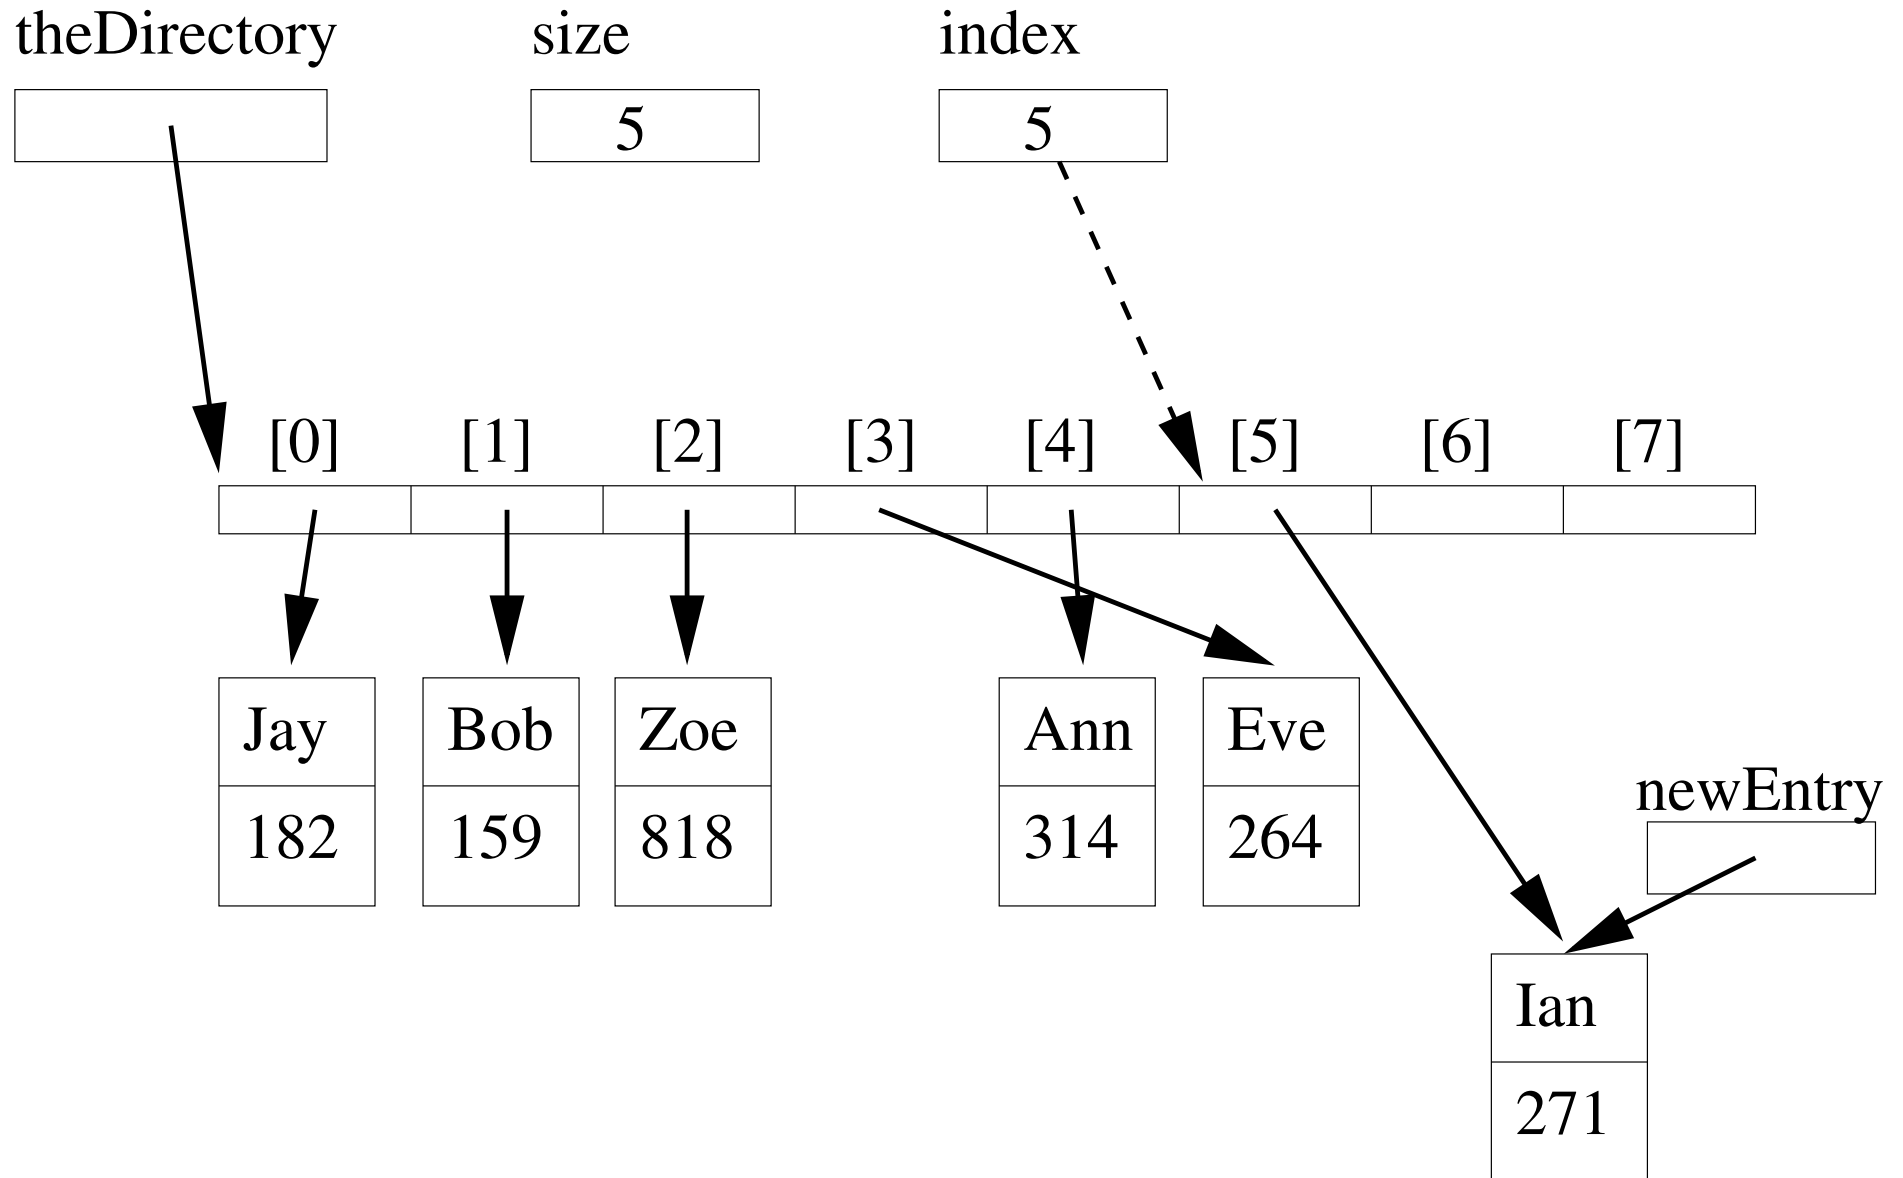 theDirectory size index
5 5
[0] [1] [2] [3] [4] [5] [6] [7]
Jay Bob Zoe Ann Eve
182 159 818 314 264
newEntry
Ian
271